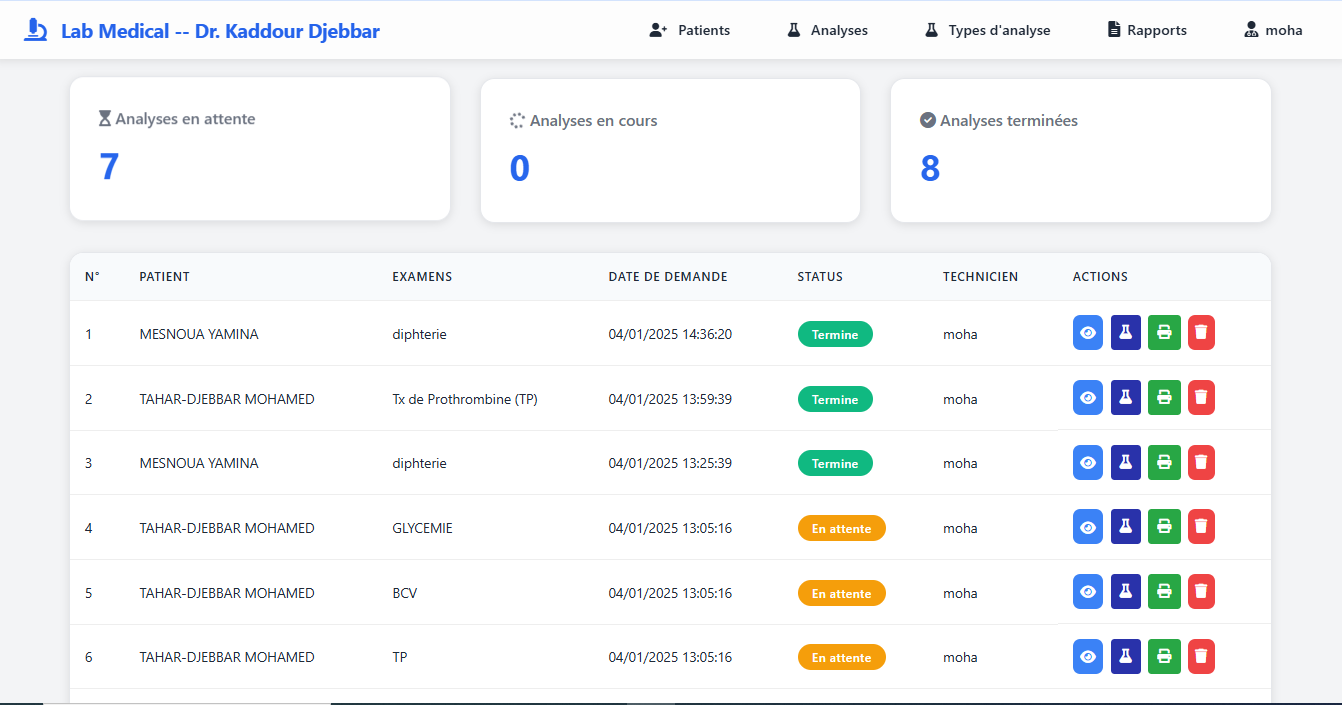 Lab Medical -- Dr. Kaddour Djebbar Patients Analyses Types d'analyse Rapports moha
Analyses en attente Analyses en cours Analyses terminées
7 0 8
N° PATIENT EXAMENS DATE DE DEMANDE STATUS TECHNICIEN ACTIONS
1 MESNOUA YAMINA diphterie 04/01/2025 14:36:20 Termine moha
2 TAHAR-DJEBBAR MOHAMED Tx de Prothrombine (TP) 04/01/2025 13:59:39 Termine moha
3 MESNOUA YAMINA diphterie 04/01/2025 13:25:39 Termine moha
4 TAHAR-DJEBBAR MOHAMED GLYCEMIE 04/01/2025 13:05:16 En attente moha
5 TAHAR-DJEBBAR MOHAMED BCV 04/01/2025 13:05:16 En attente moha
6 TAHAR-DJEBBAR MOHAMED TP 04/01/2025 13:05:16 En attente moha